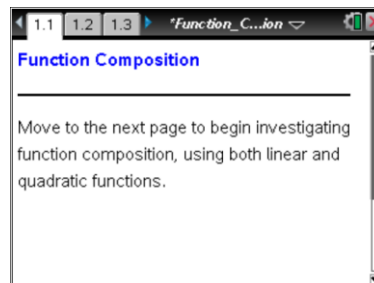 1.1 1.2 1.3 *Function_C...ion
Function Composition
Move to the next page to begin investigating
function composition, using both linear and
quadratic functions.